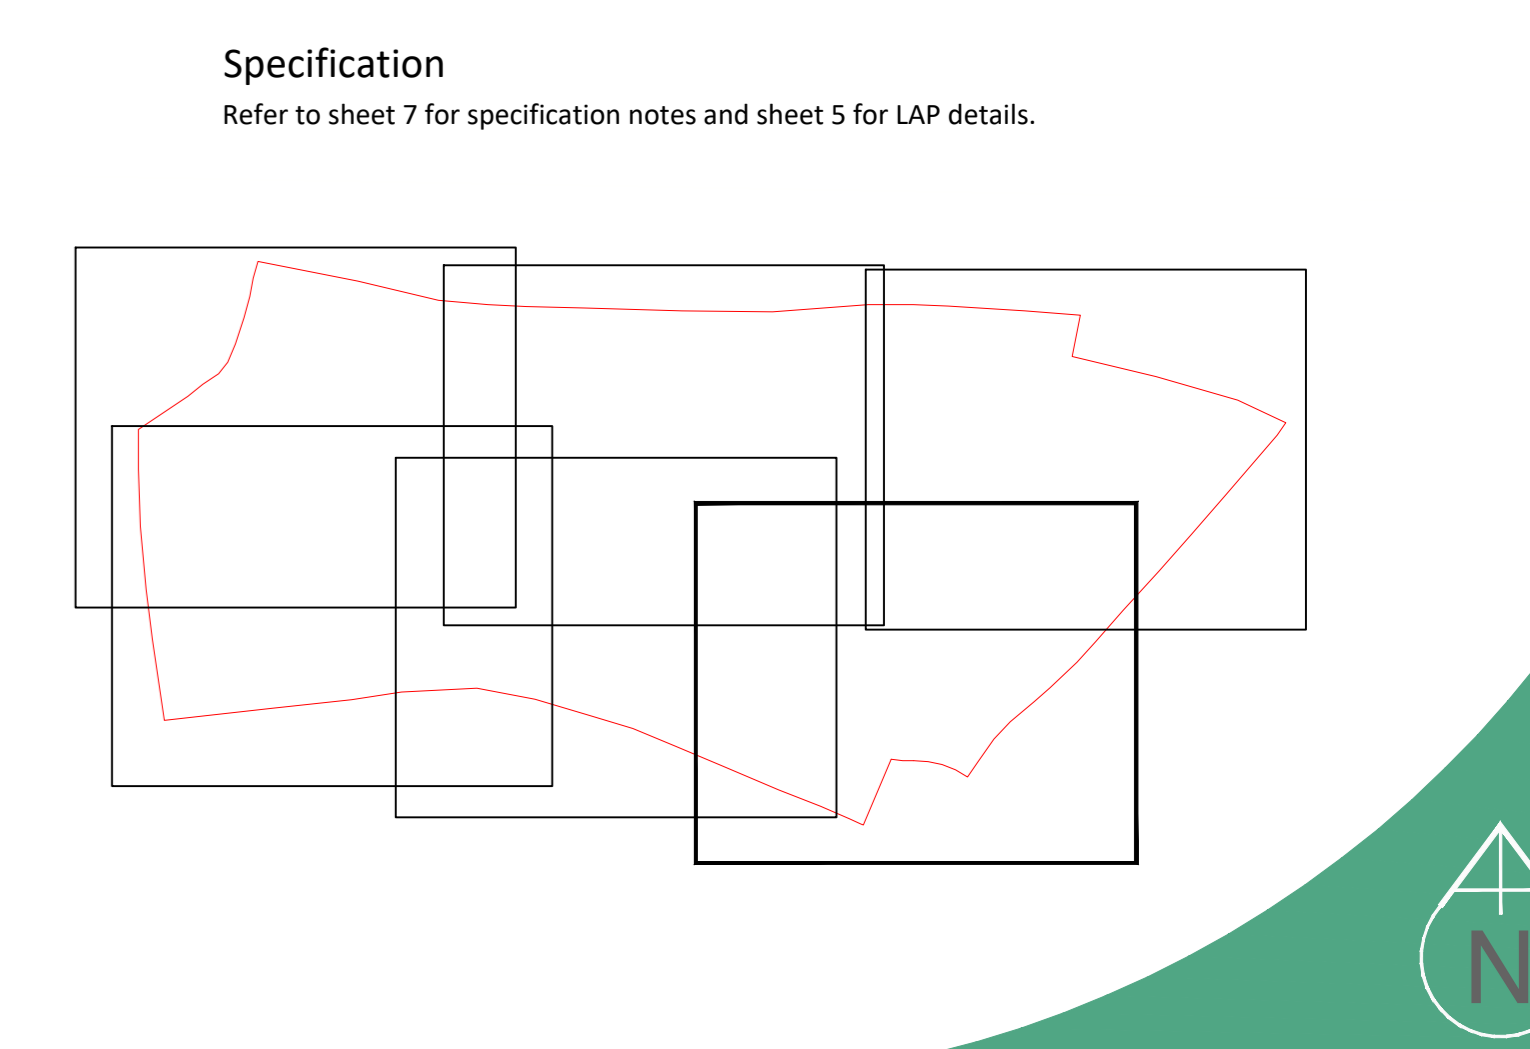 Specification
Refer to sheet 7 for specification notes and sheet 5 for LAP details.
N